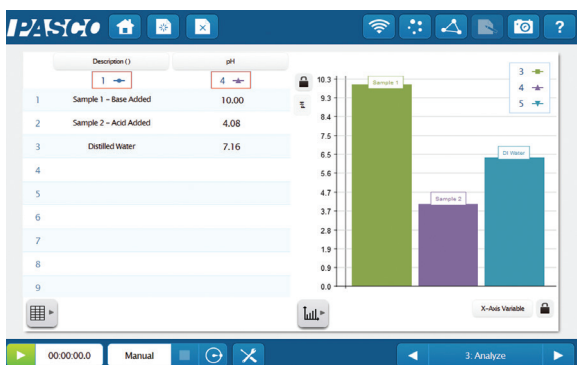 PASCO
?
Description () pH
1 4
1 Sample 1 – Base Added 10.00
2 Sample 2 – Acid Added 4.08
3 Distilled Water 7.16
4
5
6
7
8
9
pH
10.3
9.3
8.4
7.5
6.5
5.6
4.7
3.7
2.8
1.9
0.9
0.0
Sample 1
Sample 2
DI Water
3
4
5
X-Axis Variable
00:00:00.0 Manual 3: Analyze